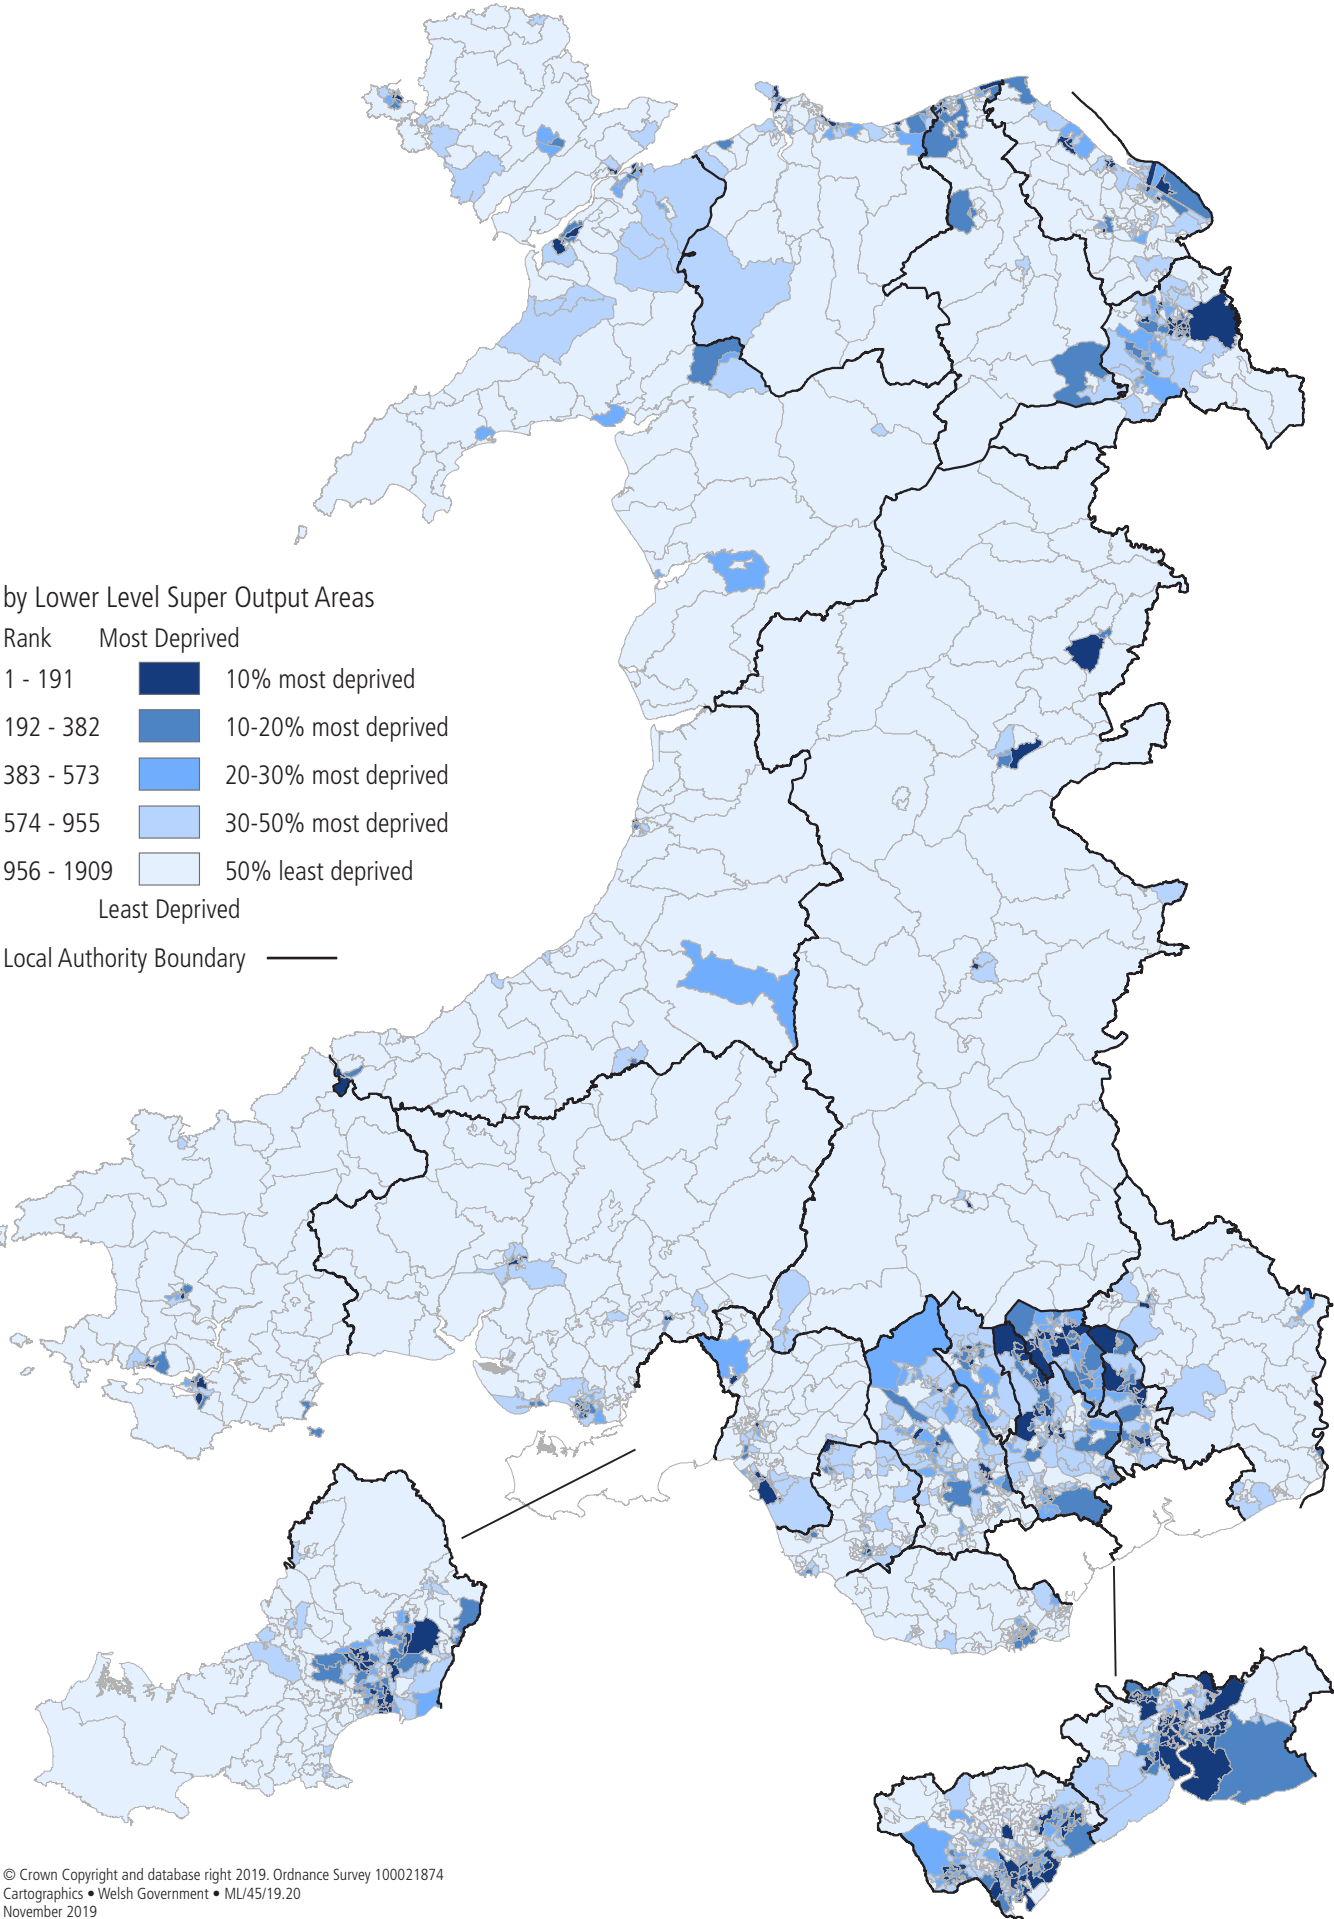 by Lower Level Super Output Areas
Rank Most Deprived
1 - 191 10% most deprived
192 - 382 10-20% most deprived
383 - 573 20-30% most deprived
574 - 955 30-50% most deprived
956 - 1909 50% least deprived
Least Deprived
Local Authority Boundary
© Crown Copyright and database right 2019. Ordnance Survey 100021874
Cartographics • Welsh Government • ML/45/19.20
November 2019